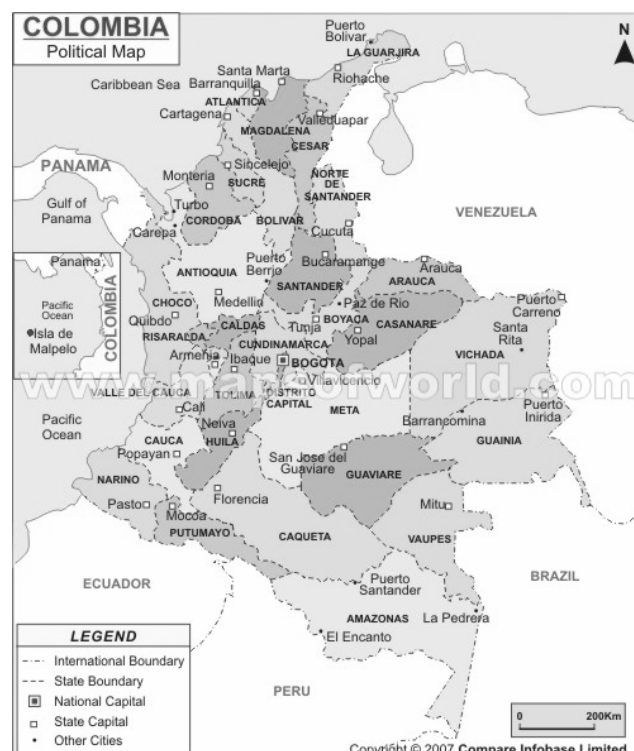 COLOMBIA
Political Map
Puerto
Bolivar
LA GUARJIRA
N
Santa Marta
Riohache
Caribbean Sea
Barranquilla
ATLANTICA
Cartagena
Valleduapar
MAGDALENA
CESAR
PANAMA
Sincelejo
Monteria
SUCRE
NORTE
DE
SANTANDER
Gulf of
Panama
Turbo
CORDOBA
BOLIVAR
VENEZUELA
Carepa
Cucuta
Puerto
Berrjo
Bucaramange
Arauca
Panama
ANTIOQUIA
SANTANDER
ARAUCA
Medellin
Paz de Rio
Puerto
Carreno
Pacific
Ocean
COLOMBIA
CHOCO
BOYACA
Quibdo
CALDAS
Tunja
CASANARE
Yopal
Santa
Rita
Isla de
Malpelo
RISARALDA
CUNDINAMARCA
VICHADA
Armenia
Ibaque
BOGOTA
www.mapsofworld.com
Villavicencio
VALLE DEL CAUCA
TOLIMA
DISTRITO
CAPITAL
META
Puerto
Inirida
Cali
Barrancomina
Pacific
Ocean
Neiva
CAUCA
HUILA
GUAINIA
Popayan
San Jose del
Guaviare
NARINO
GUAVIARE
Florencia
Pasto
Mocoa
Mitu
CAQUETA
VAUPES
PUTUMAYO
ECUADOR
Puerto
Santander
BRAZIL
AMAZONAS
La Pedrera
El Encanto
LEGEND
International Boundary
State Boundary
National Capital
State Capital
Other Cities
PERU
0 200Km
Copyright © 2007 Compare Infobase Limited